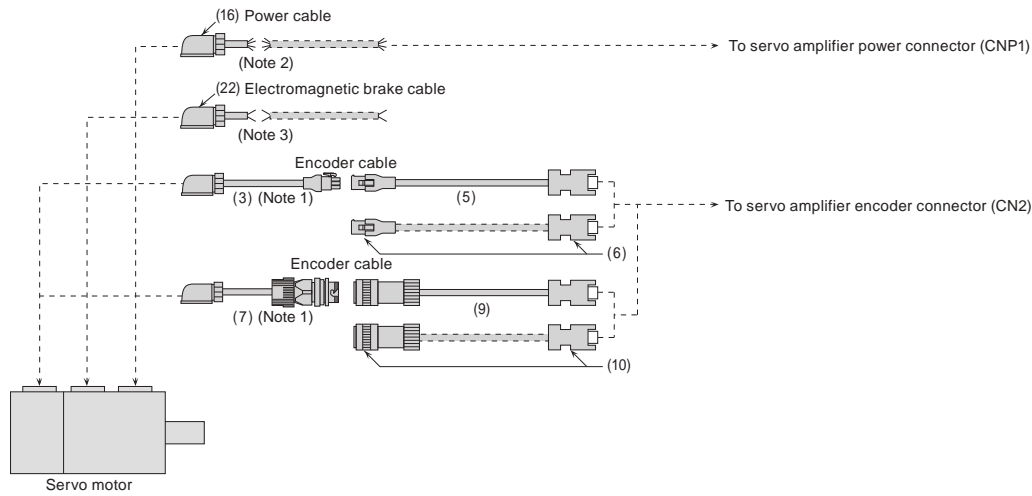 (16) Power cable
To servo amplifier power connector (CNP1)
(Note 2)
(22) Electromagnetic brake cable
(Note 3)
Encoder cable
(3) (Note 1)
(5)
To servo amplifier encoder connector (CN2)
(6)
Encoder cable
(7) (Note 1)
(9)
(10)
Servo motor